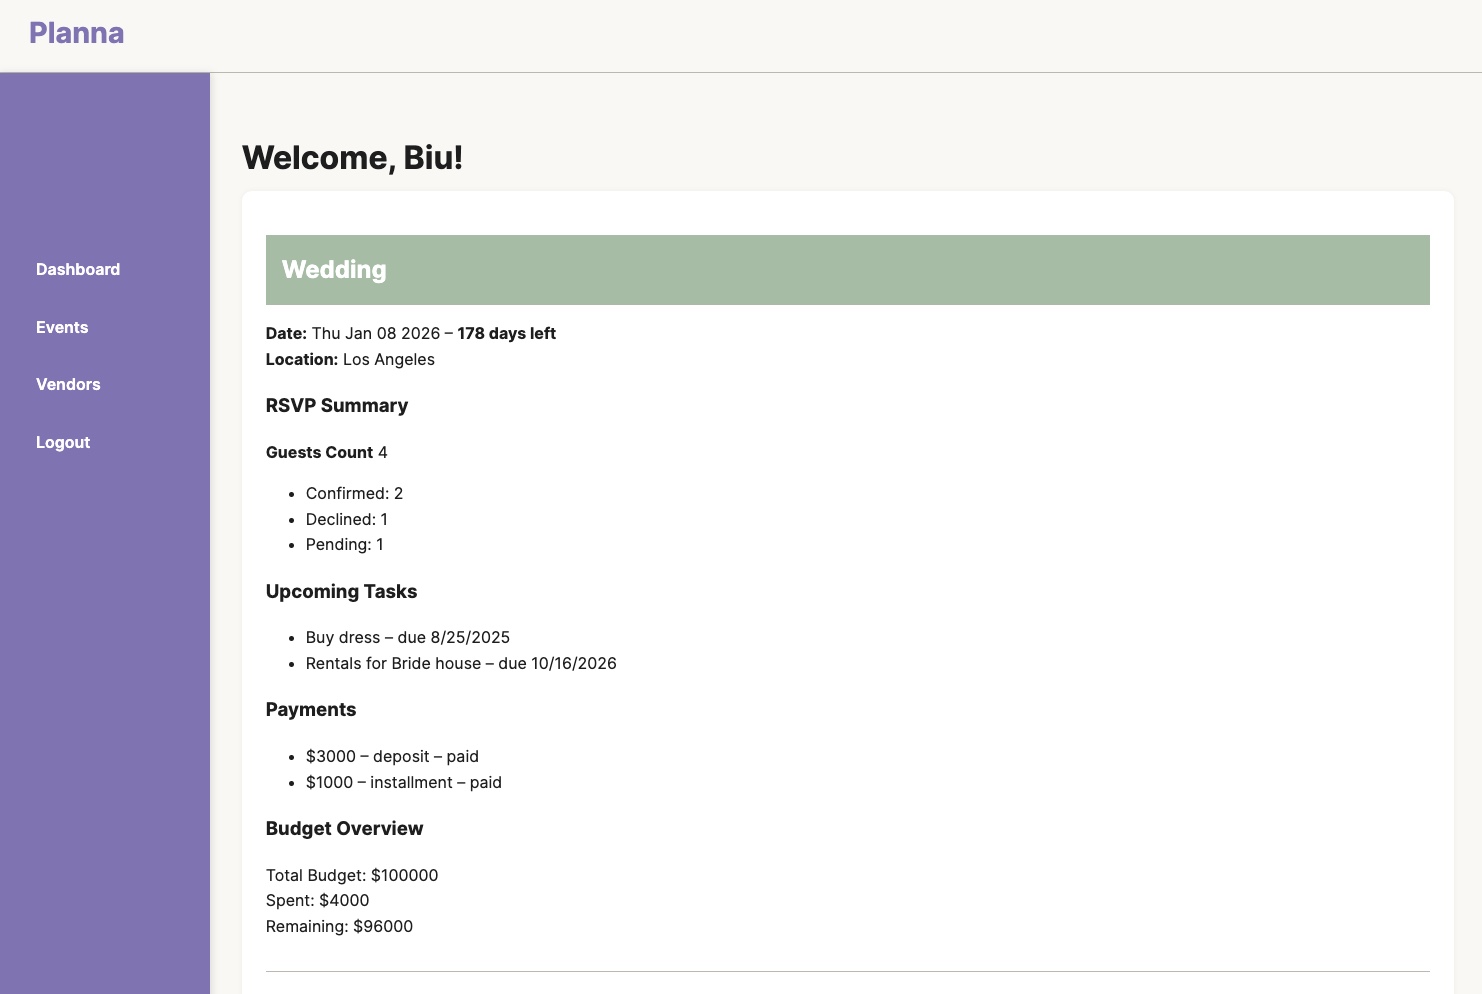 Planna
Dashboard
Events
Vendors
Logout
Welcome, Biu!
Wedding
Date: Thu Jan 08 2026 – 178 days left
Location: Los Angeles
RSVP Summary
Guests Count 4
Confirmed: 2
Declined: 1
Pending: 1
Upcoming Tasks
Buy dress – due 8/25/2025
Rentals for Bride house – due 10/16/2026
Payments
$3000 – deposit – paid
$1000 – installment – paid
Budget Overview
Total Budget: $100000
Spent: $4000
Remaining: $96000